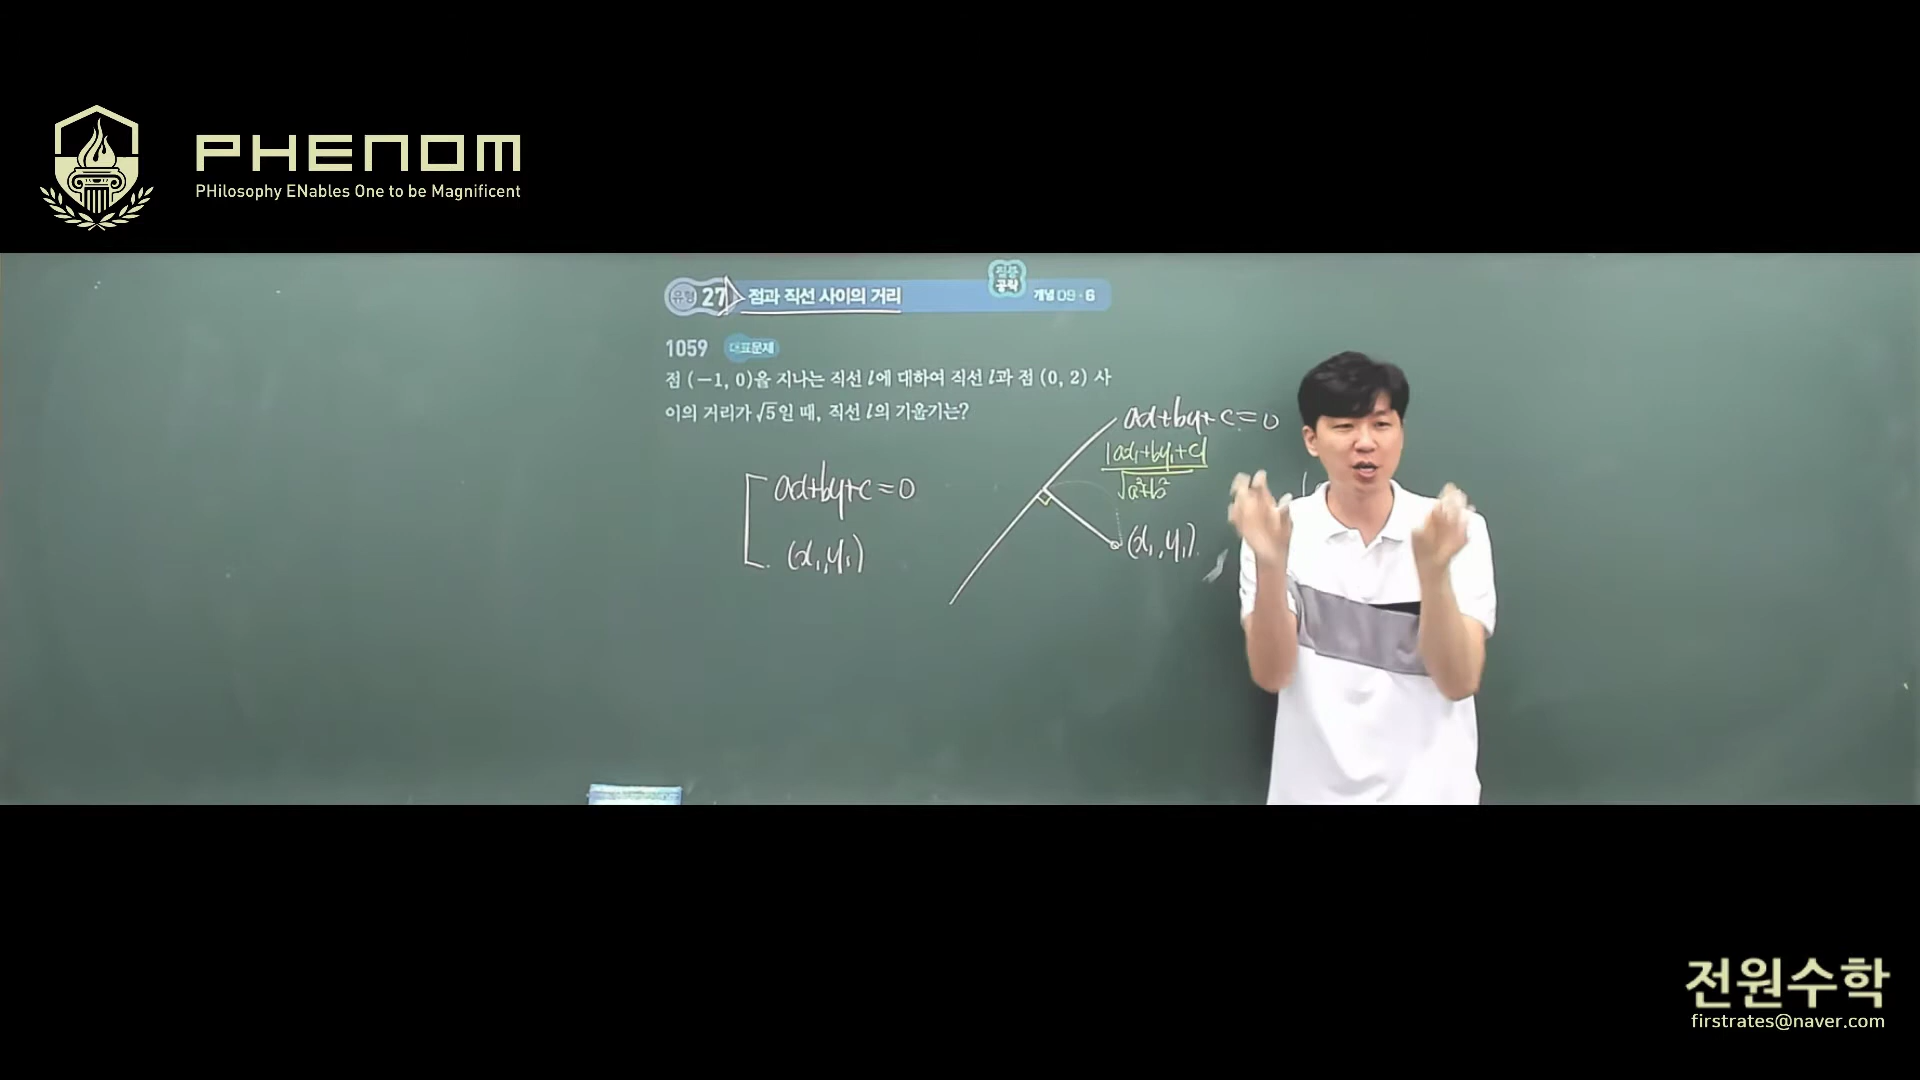 PHENOM
PHilosophy ENables One to be Magnificent
유형 27 점과 직선 사이의 거리
필중 공략
개념 09-6
1059 대표문제
점 (-1, 0)을 지나는 직선 l에 대하여 직선 l과 점 (0, 2) 사
이의 거리가 √5일 때, 직선 l의 기울기는?
ax+by+c=0
|ax₁+by₁+c|
√a²+b²
ax+by+c=0
(x₁,y₁)
(x₁,y₁)
전원수학
firstrates@naver.com